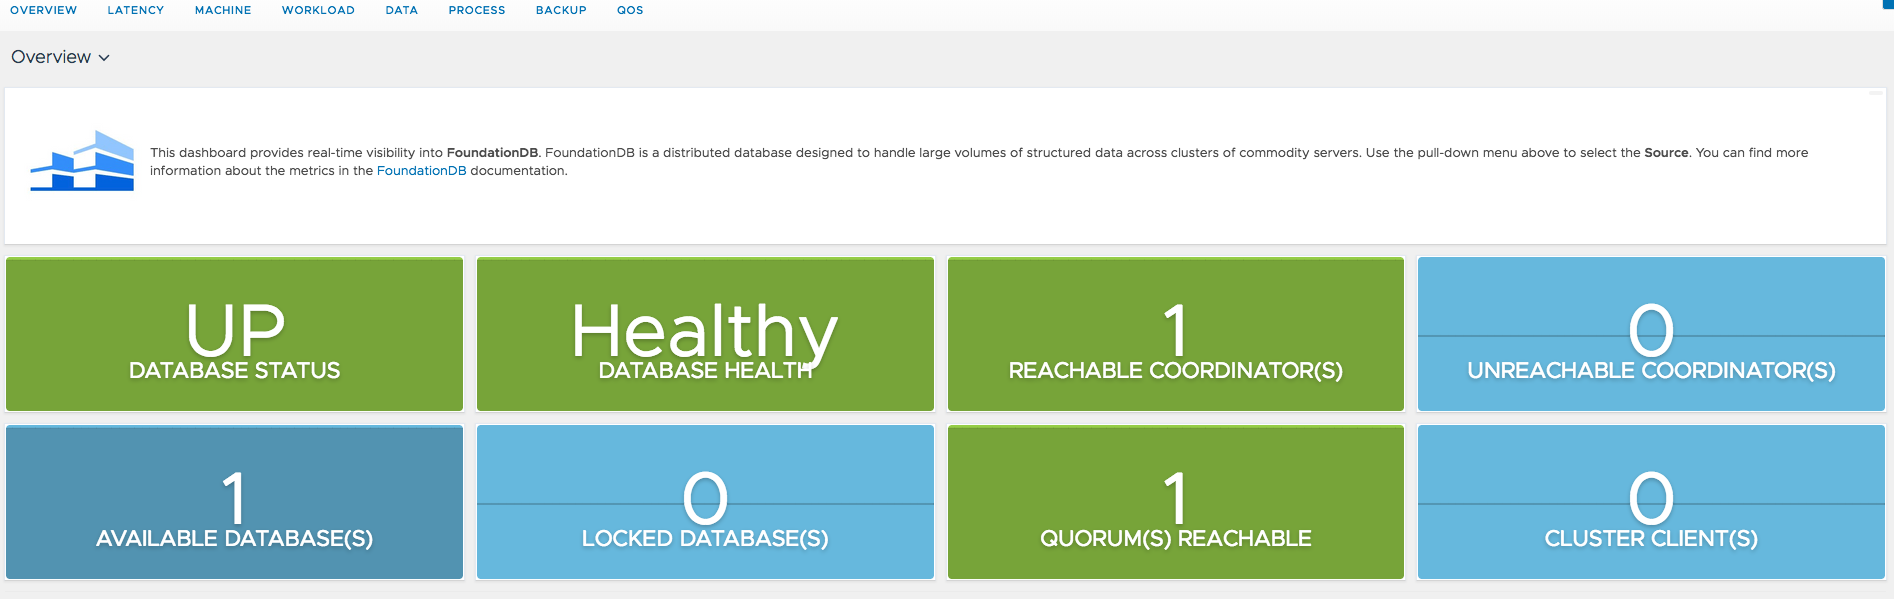 OVERVIEW LATENCY MACHINE WORKLOAD DATA PROCESS BACKUP QOS
Overview
This dashboard provides real-time visibility into FoundationDB. FoundationDB is a distributed database designed to handle large volumes of structured data across clusters of commodity servers. Use the pull-down menu above to select the Source. You can find more
information about the metrics in the FoundationDB documentation.
UP
DATABASE STATUS
Healthy
DATABASE HEALTH
1
REACHABLE COORDINATOR(S)
0
UNREACHABLE COORDINATOR(S)
1
AVAILABLE DATABASE(S)
0
LOCKED DATABASE(S)
1
QUORUM(S) REACHABLE
0
CLUSTER CLIENT(S)